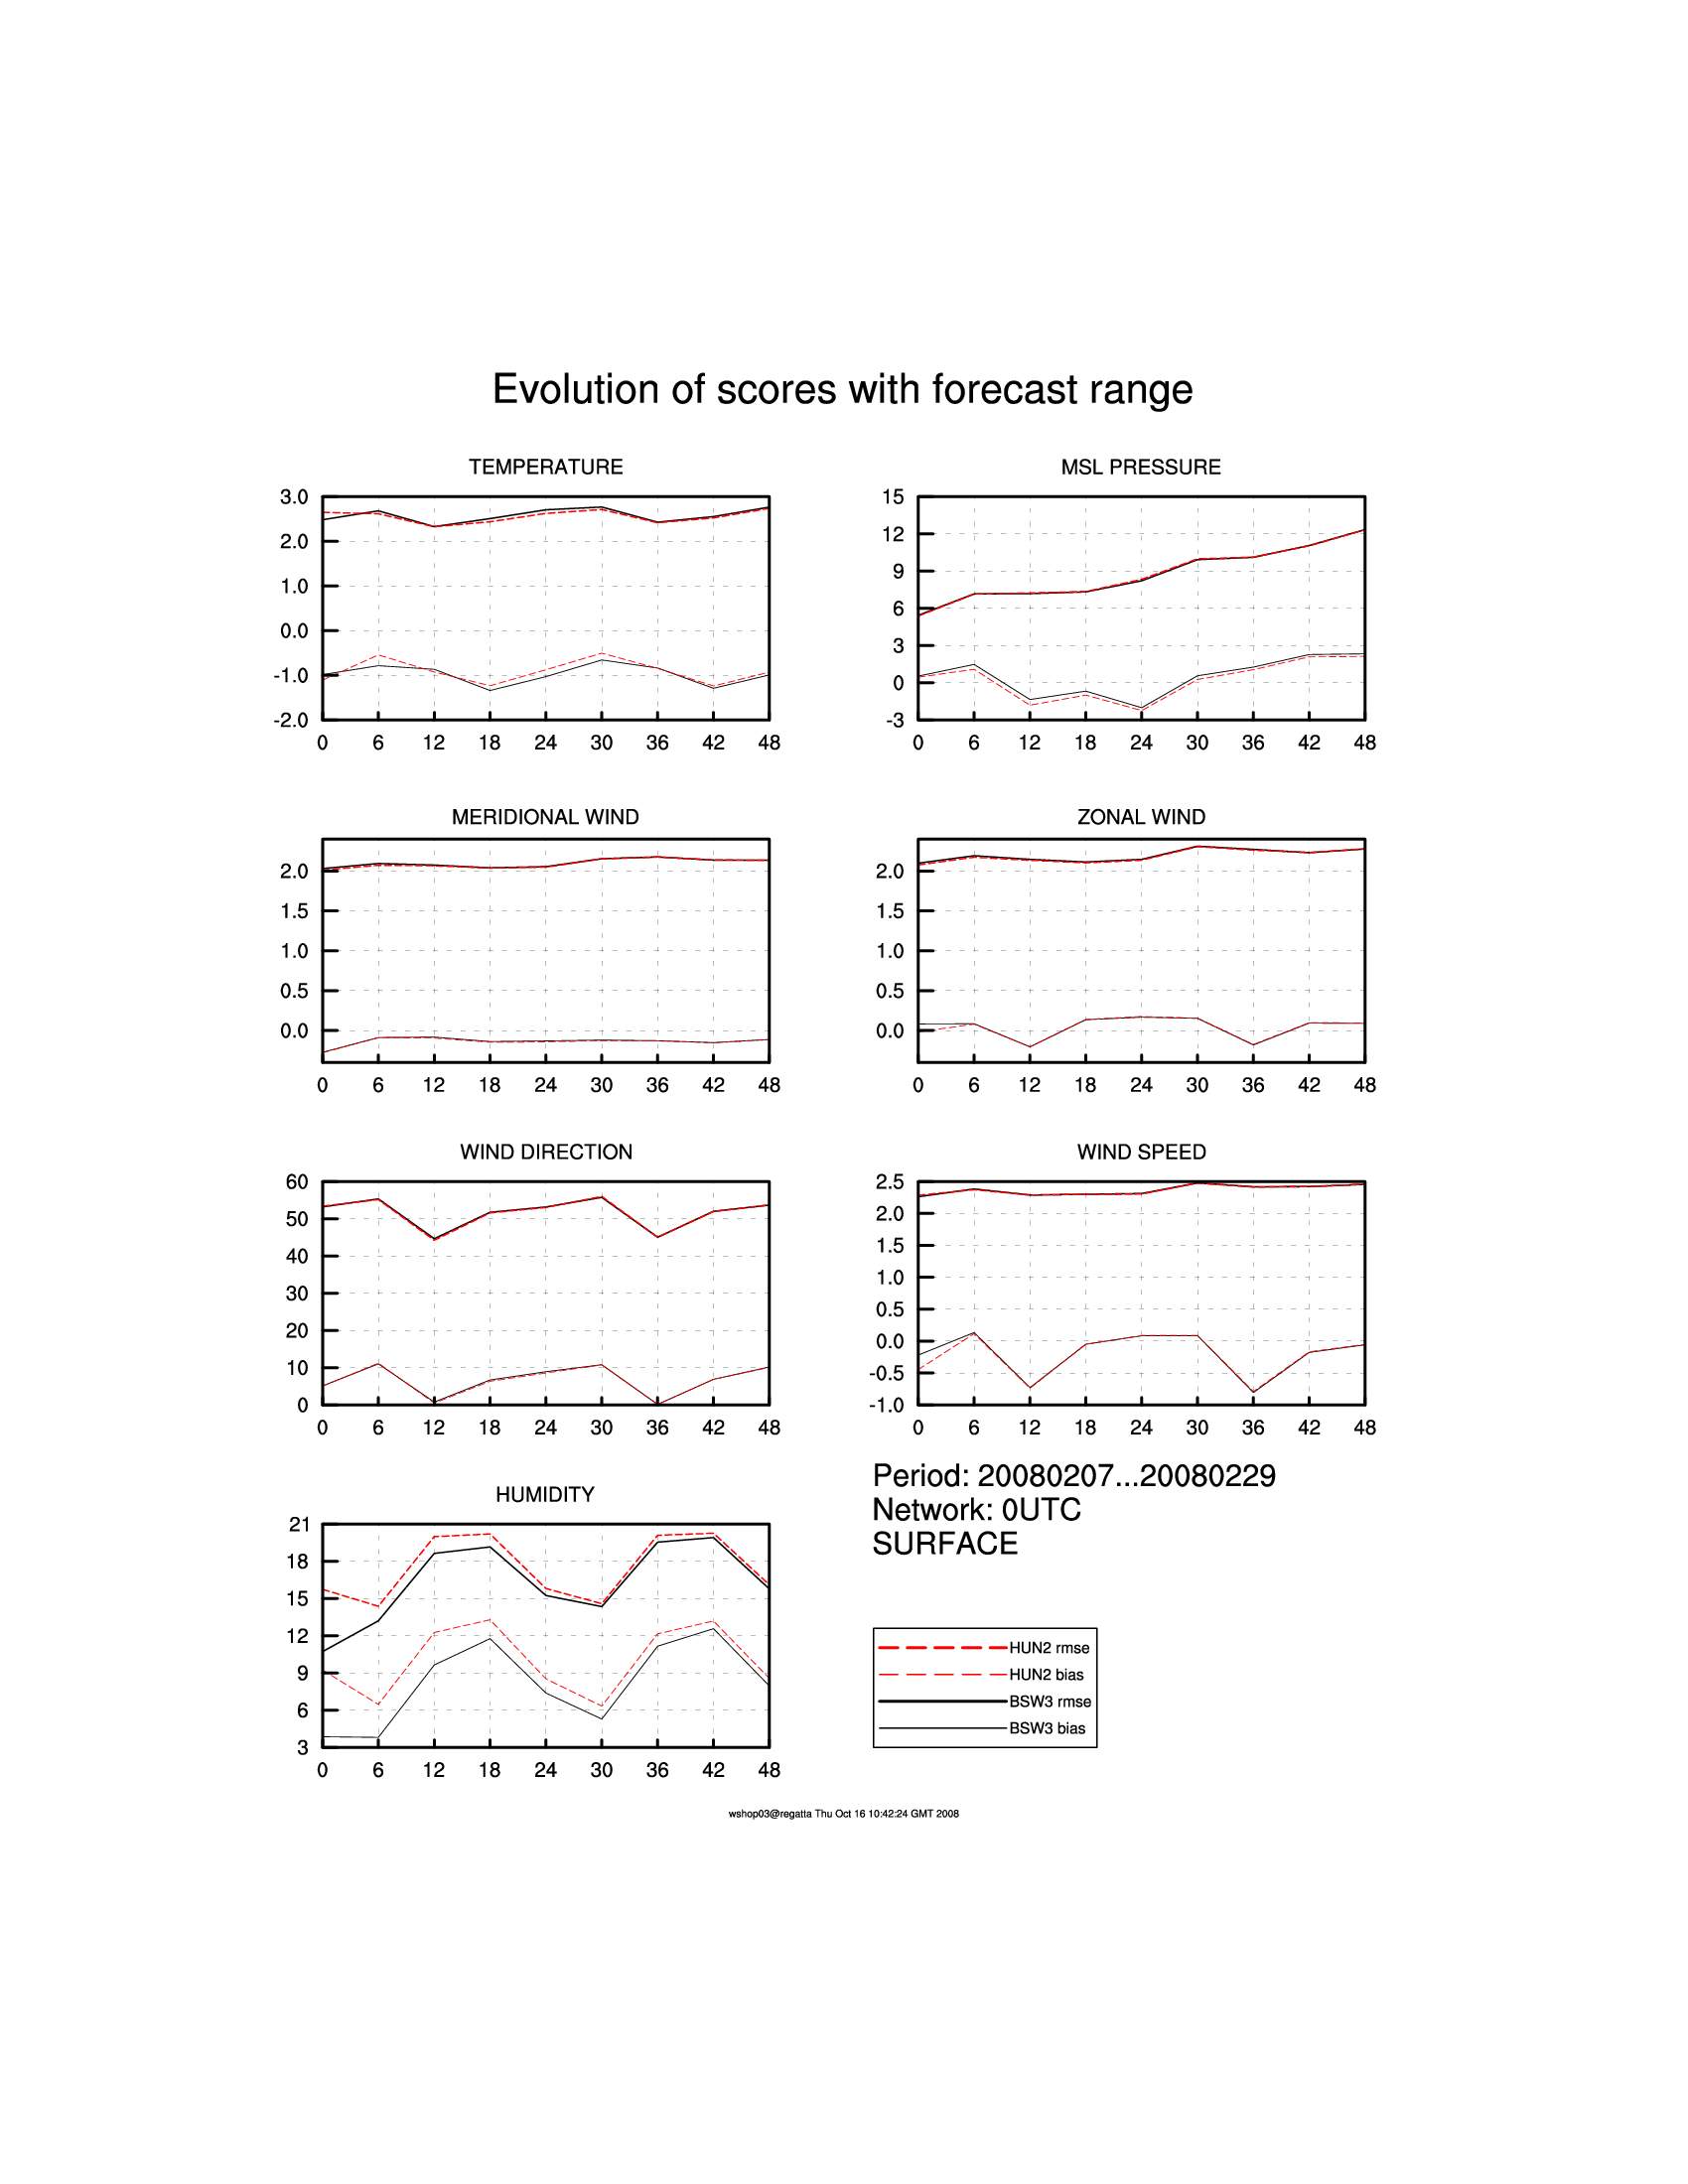 Evolution of scores with forecast range
TEMPERATURE
3.0
2.0
1.0
0.0
-1.0
-2.0
0 6 12 18 24 30 36 42 48
MSL PRESSURE
15
12
9
6
3
0
-3
0 6 12 18 24 30 36 42 48
MERIDIONAL WIND
2.0
1.5
1.0
0.5
0.0
0 6 12 18 24 30 36 42 48
ZONAL WIND
2.0
1.5
1.0
0.5
0.0
0 6 12 18 24 30 36 42 48
WIND DIRECTION
60
50
40
30
20
10
0
0 6 12 18 24 30 36 42 48
WIND SPEED
2.5
2.0
1.5
1.0
0.5
0.0
-0.5
-1.0
0 6 12 18 24 30 36 42 48
HUMIDITY
21
18
15
12
9
6
3
0 6 12 18 24 30 36 42 48
Period: 20080207...20080229
Network: 0UTC
SURFACE
HUN2 rmse
HUN2 bias
BSW3 rmse
BSW3 bias
wshop03@regatta Thu Oct 16 10:42:24 GMT 2008